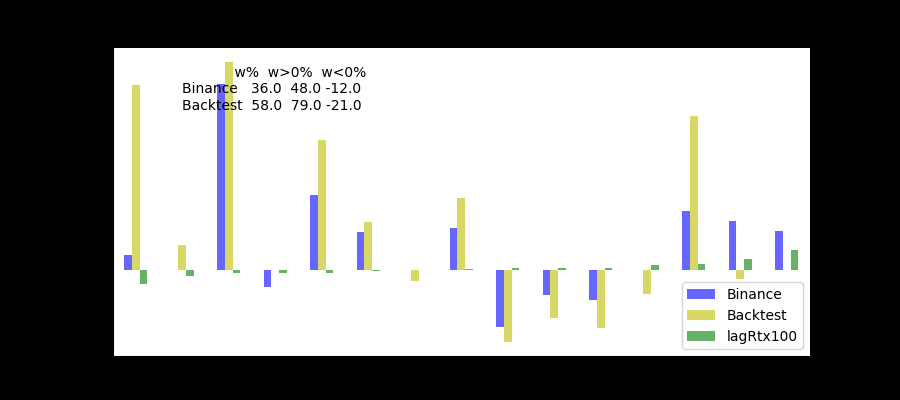 w% w>0% w<0%
Binance 36.0 48.0 -12.0
Backtest 58.0 79.0 -21.0
Binance
Backtest
lagRtx100